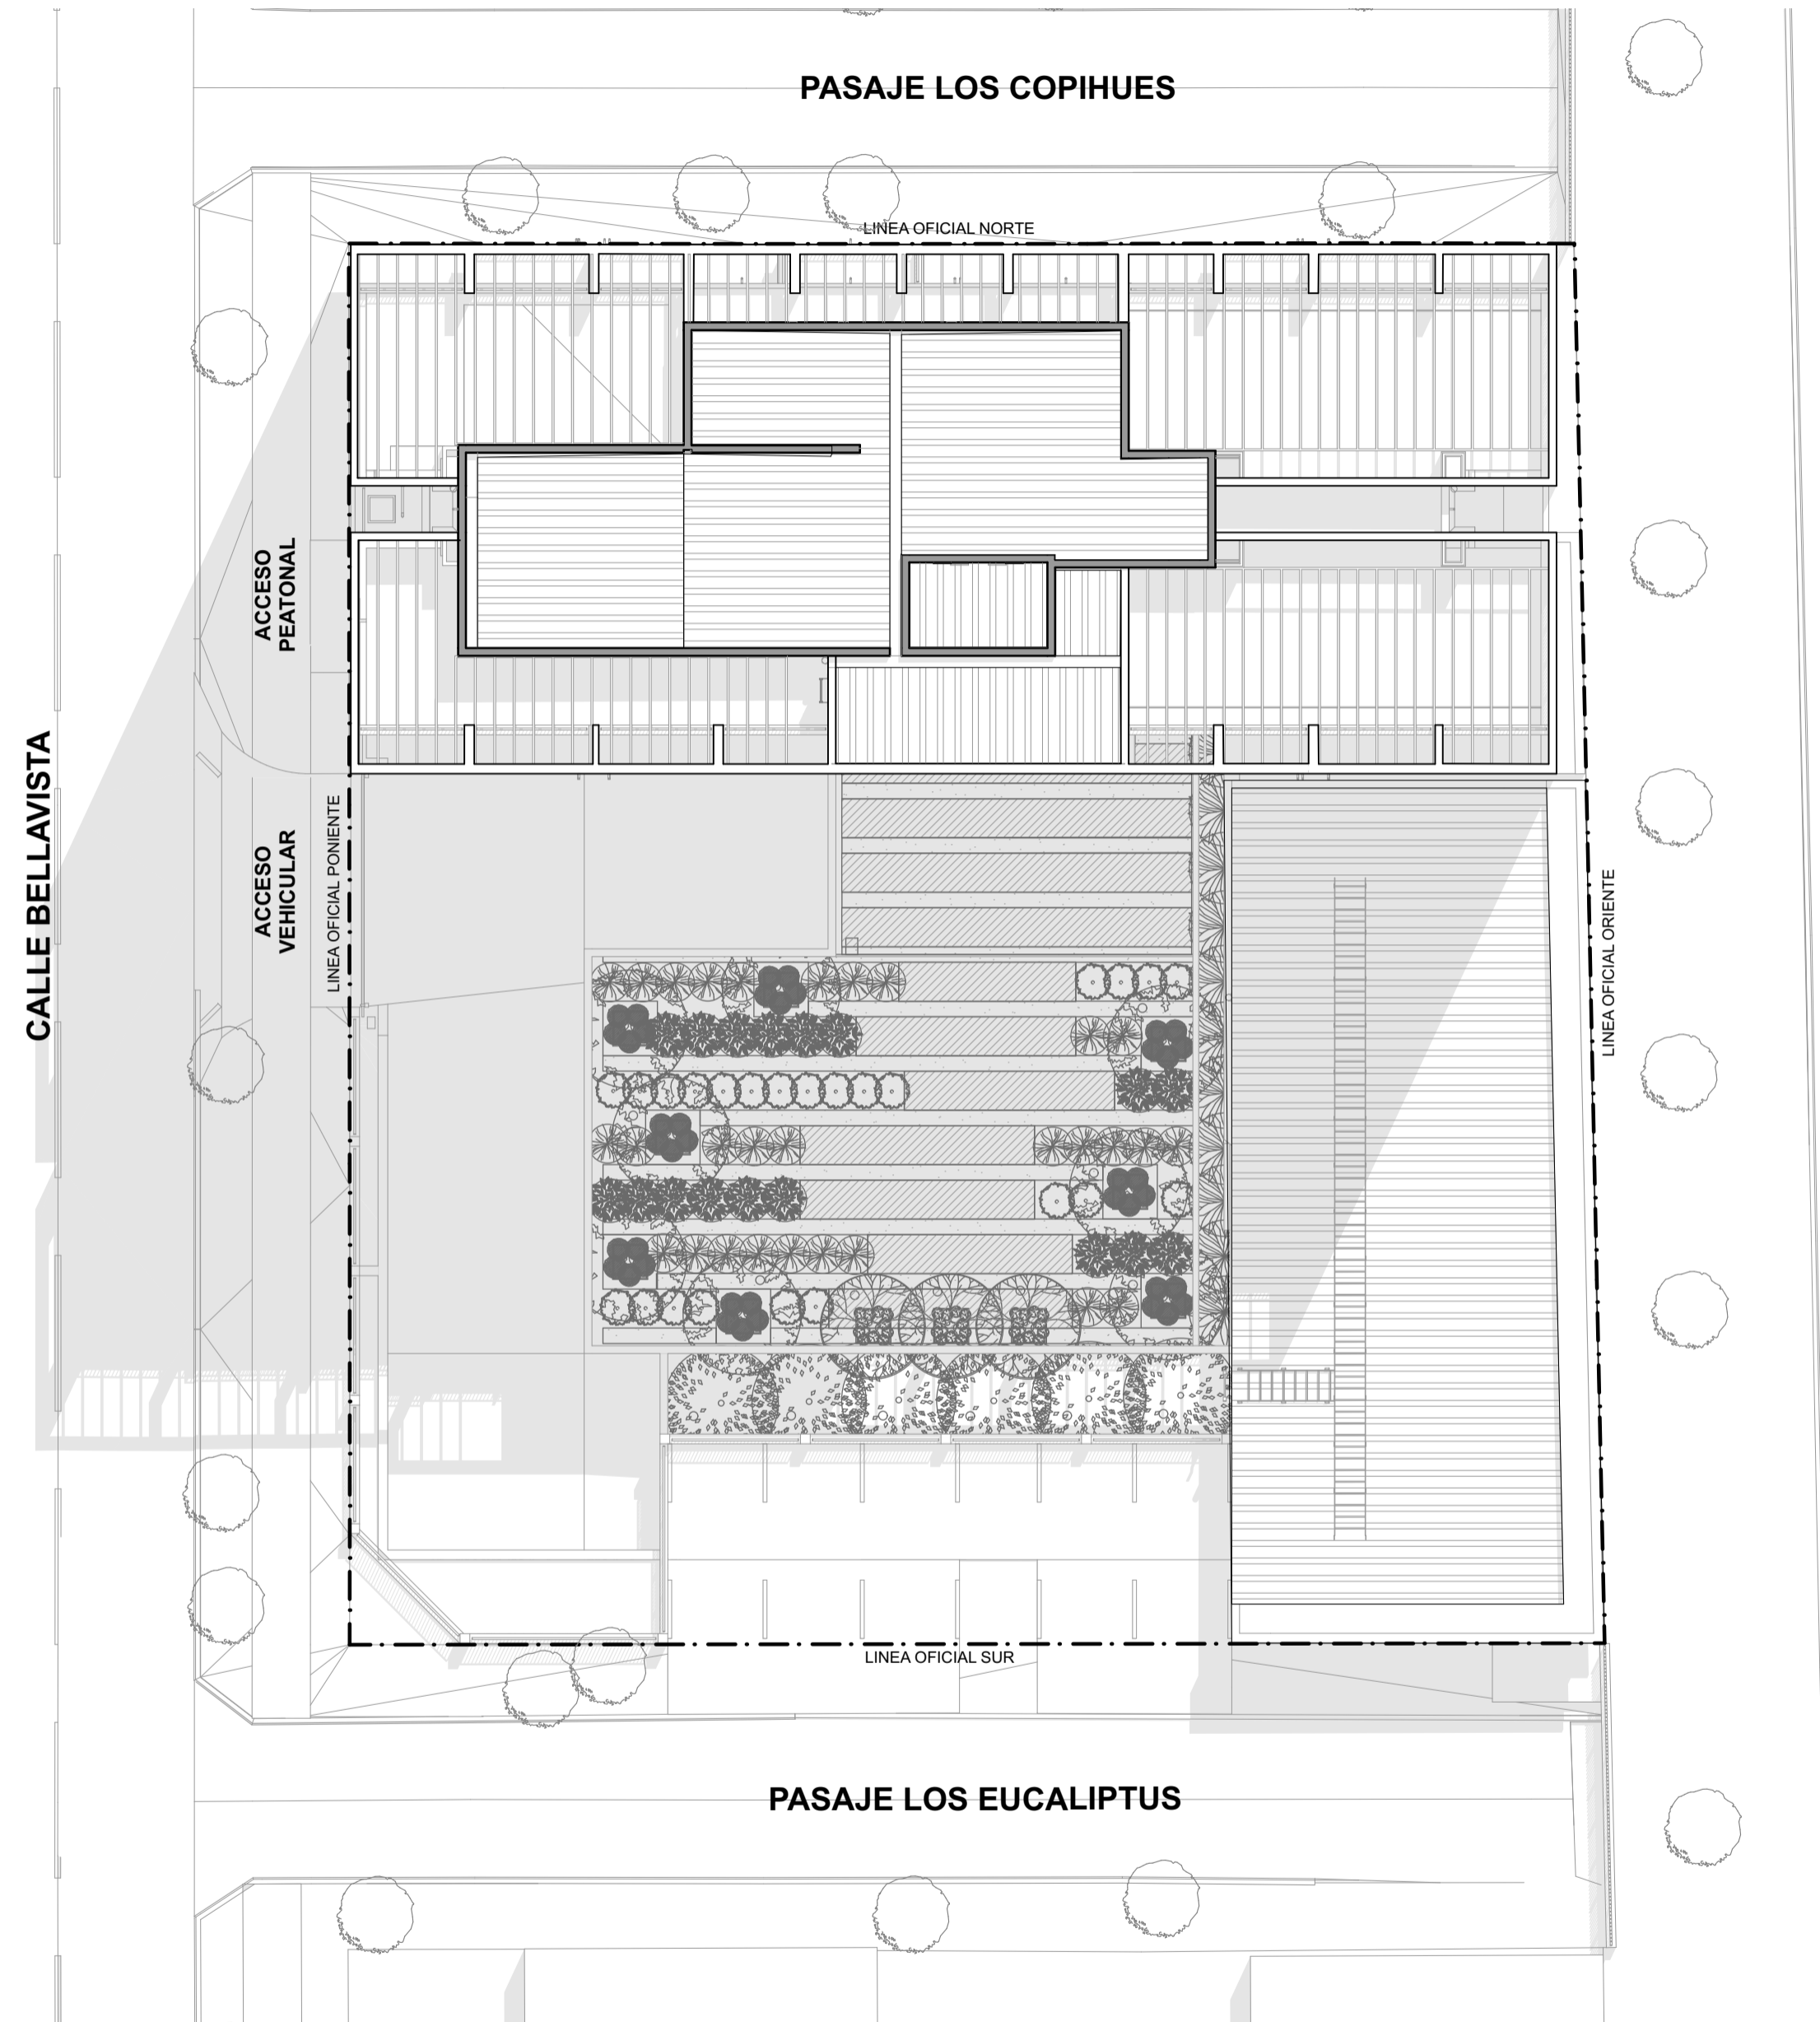 PASAJE LOS COPIHUES
LINEA OFICIAL NORTE
ACCESO
PEATONAL
CALLE BELLAVISTA
ACCESO
VEHICULAR
LINEA OFICIAL PONIENTE
LINEA OFICIAL ORIENTE
LINEA OFICIAL SUR
PASAJE LOS EUCALIPTUS